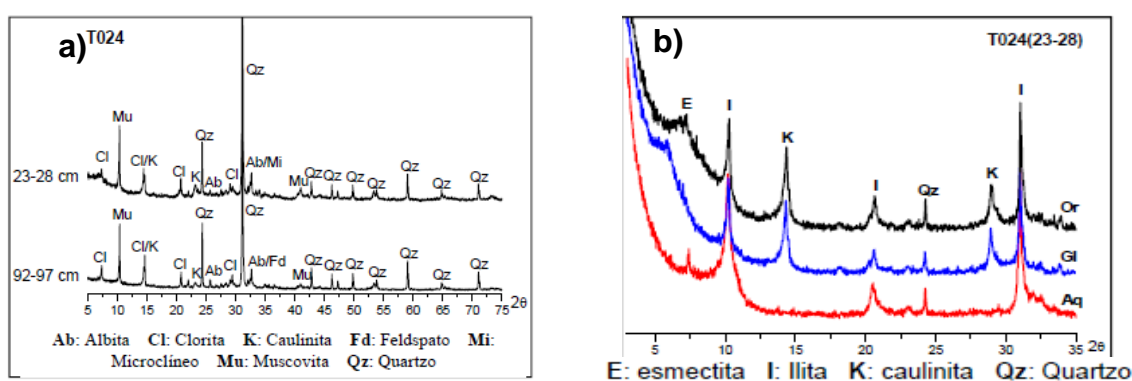 a) T024
Qz
Qz
Mu
Qz
Cl/K
Ab/Mi
Cl
Cl
Cl
K
Ab
Mu
Qz Qz Qz
Qz
Qz
Qz
Qz
23-28 cm
Qz
Mu
Qz
Cl/K
Cl
Cl
K
Ab
Cl
Ab/Fd
Mu
Qz
Qz
Qz
Qz
Qz
Qz
Qz
92-97 cm
5 10 15 20 25 30 35 40 45 50 55 60 65 70 75 2θ
Ab: Albita Cl: Clorita K: Caulinita Fd: Feldspato Mi:
Microclíneo Mu: Muscovita Qz: Quartzo
b)
T024(23-28)
E
I
K
I
Qz
K
I
Or
Gl
Aq
5 10 15 20 25 30 35
2θ
E: esmectita I: Ilita K: caulinita Qz: Quartzo